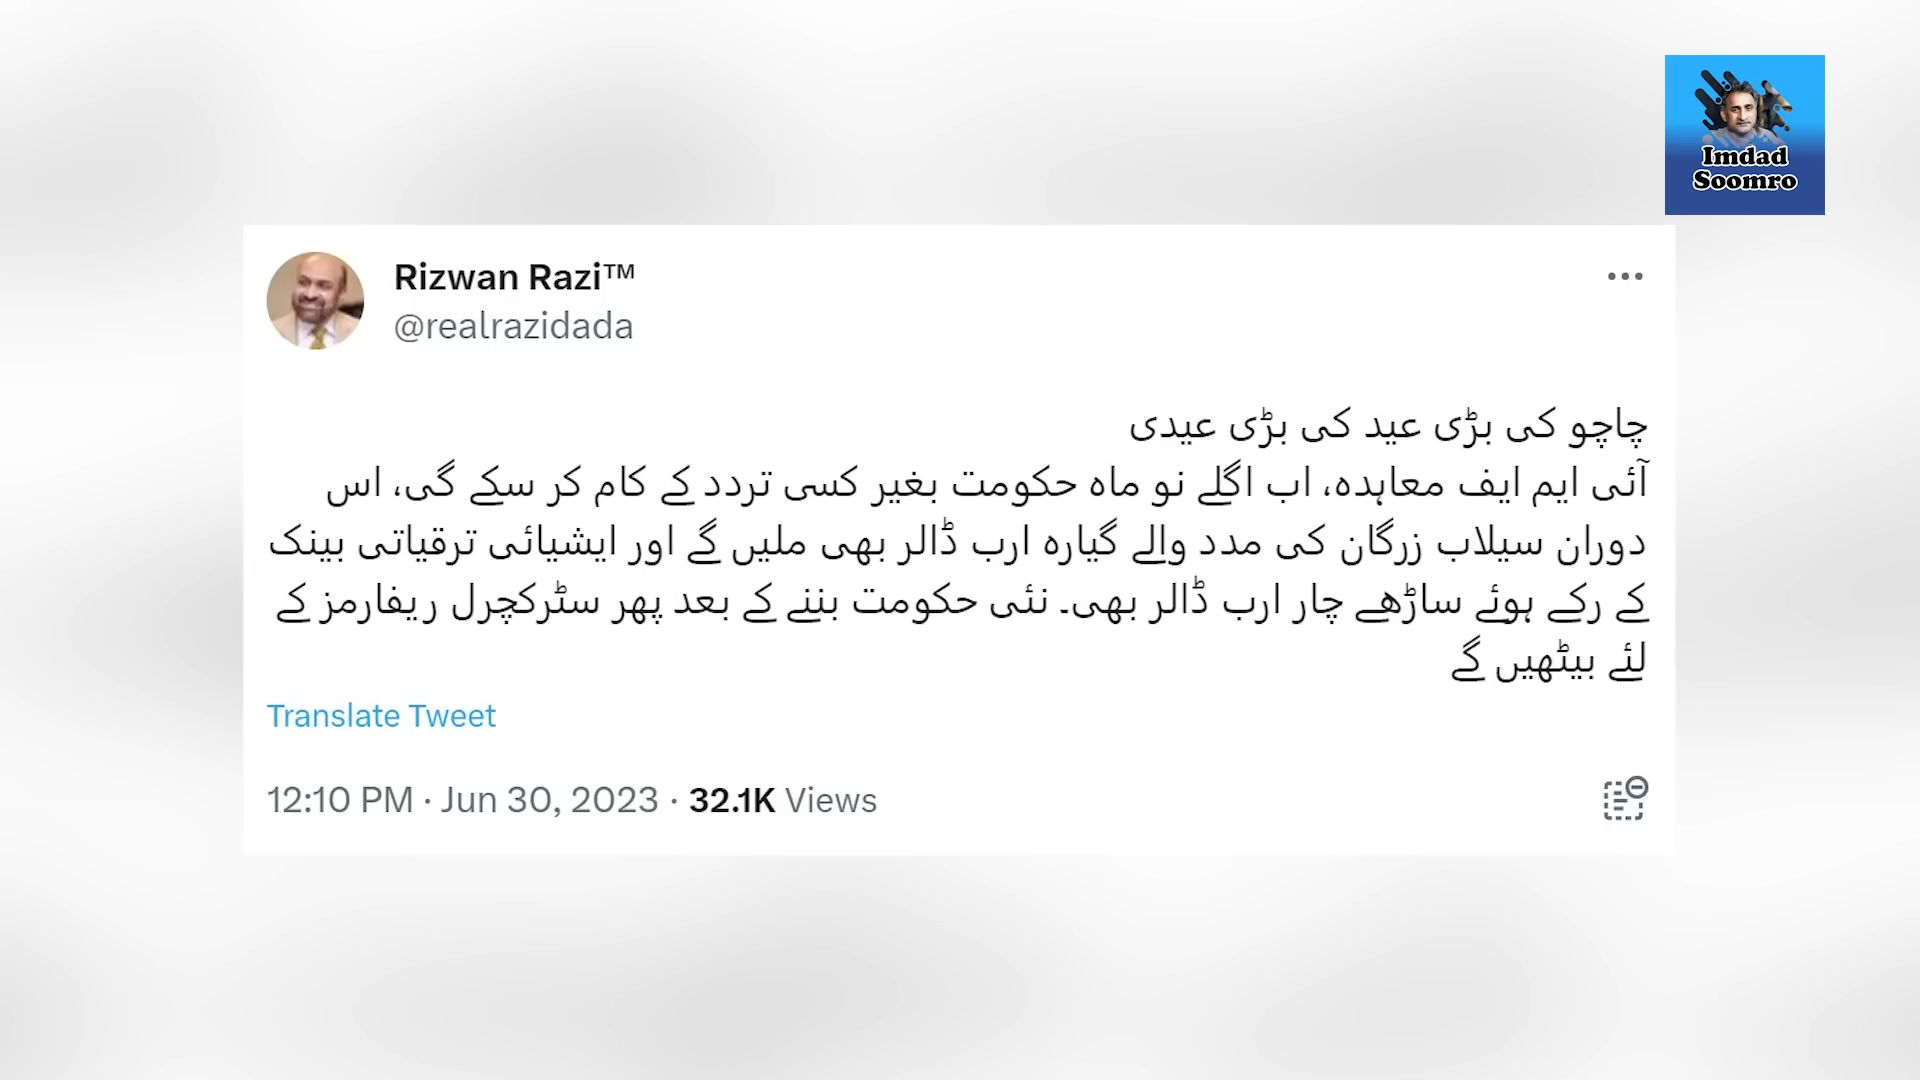 Imdad
Soomro
Rizwan Razi™
@realrazidada
چاچو کی بڑی عید کی بڑی عیدی
آئی ایم ایف معاہدہ، اب اگلے نو ماہ حکومت بغیر کسی تردد کے کام کر سکے گی، اس
دوران سیلاب زرگان کی مدد والے گیارہ ارب ڈالر بھی ملیں گے اور ایشیائی ترقیاتی بینک
کے رکے ہوئے ساڑھے چار ارب ڈالر بھی۔ نئی حکومت بننے کے بعد پھر سٹرکچرل ریفارمز کے
لئے بیٹھیں گے
Translate Tweet
12:10 PM · Jun 30, 2023 · 32.1K Views